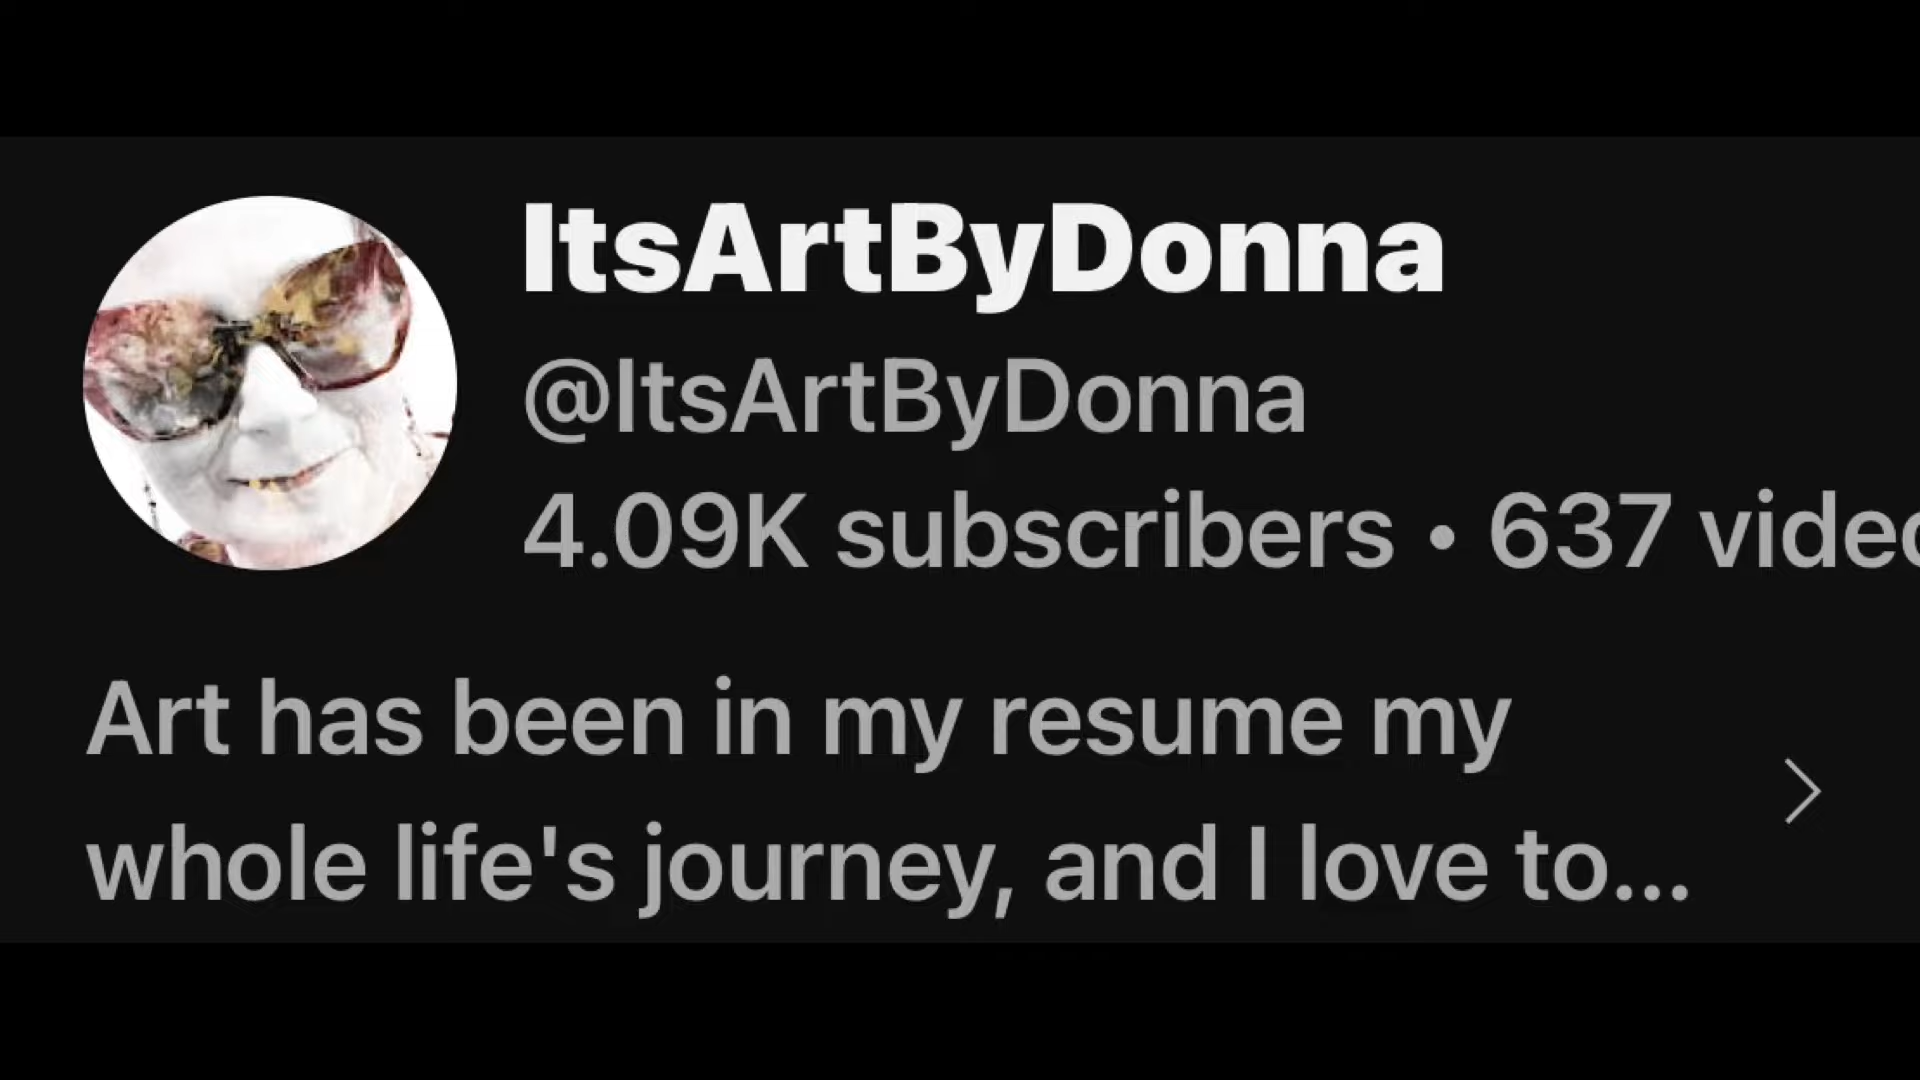 ItsArtByDonna
@ItsArtByDonna
4.09K subscribers • 637 video
Art has been in my resume my
whole life's journey, and I love to...